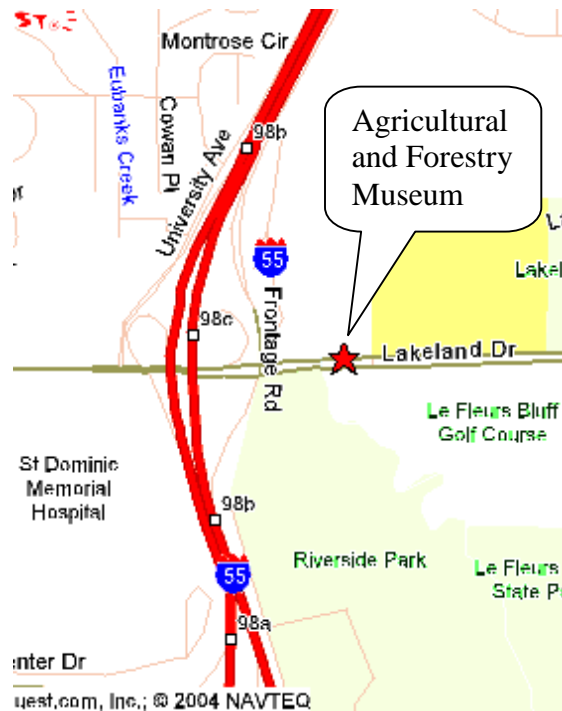 Montrose Cir
Eubanks Creek
Cowan Pl
University Ave
98b
Agricultural
and Forestry
Museum
55
Frontage Rd
98c
Lakeland Dr
Le Fleurs Bluff
Golf Course
St Dominic
Memorial
Hospital
98b
Riverside Park
Le Fleurs
State P
55
98a
enter Dr
uest.com, Inc.; © 2004 NAVTEQ